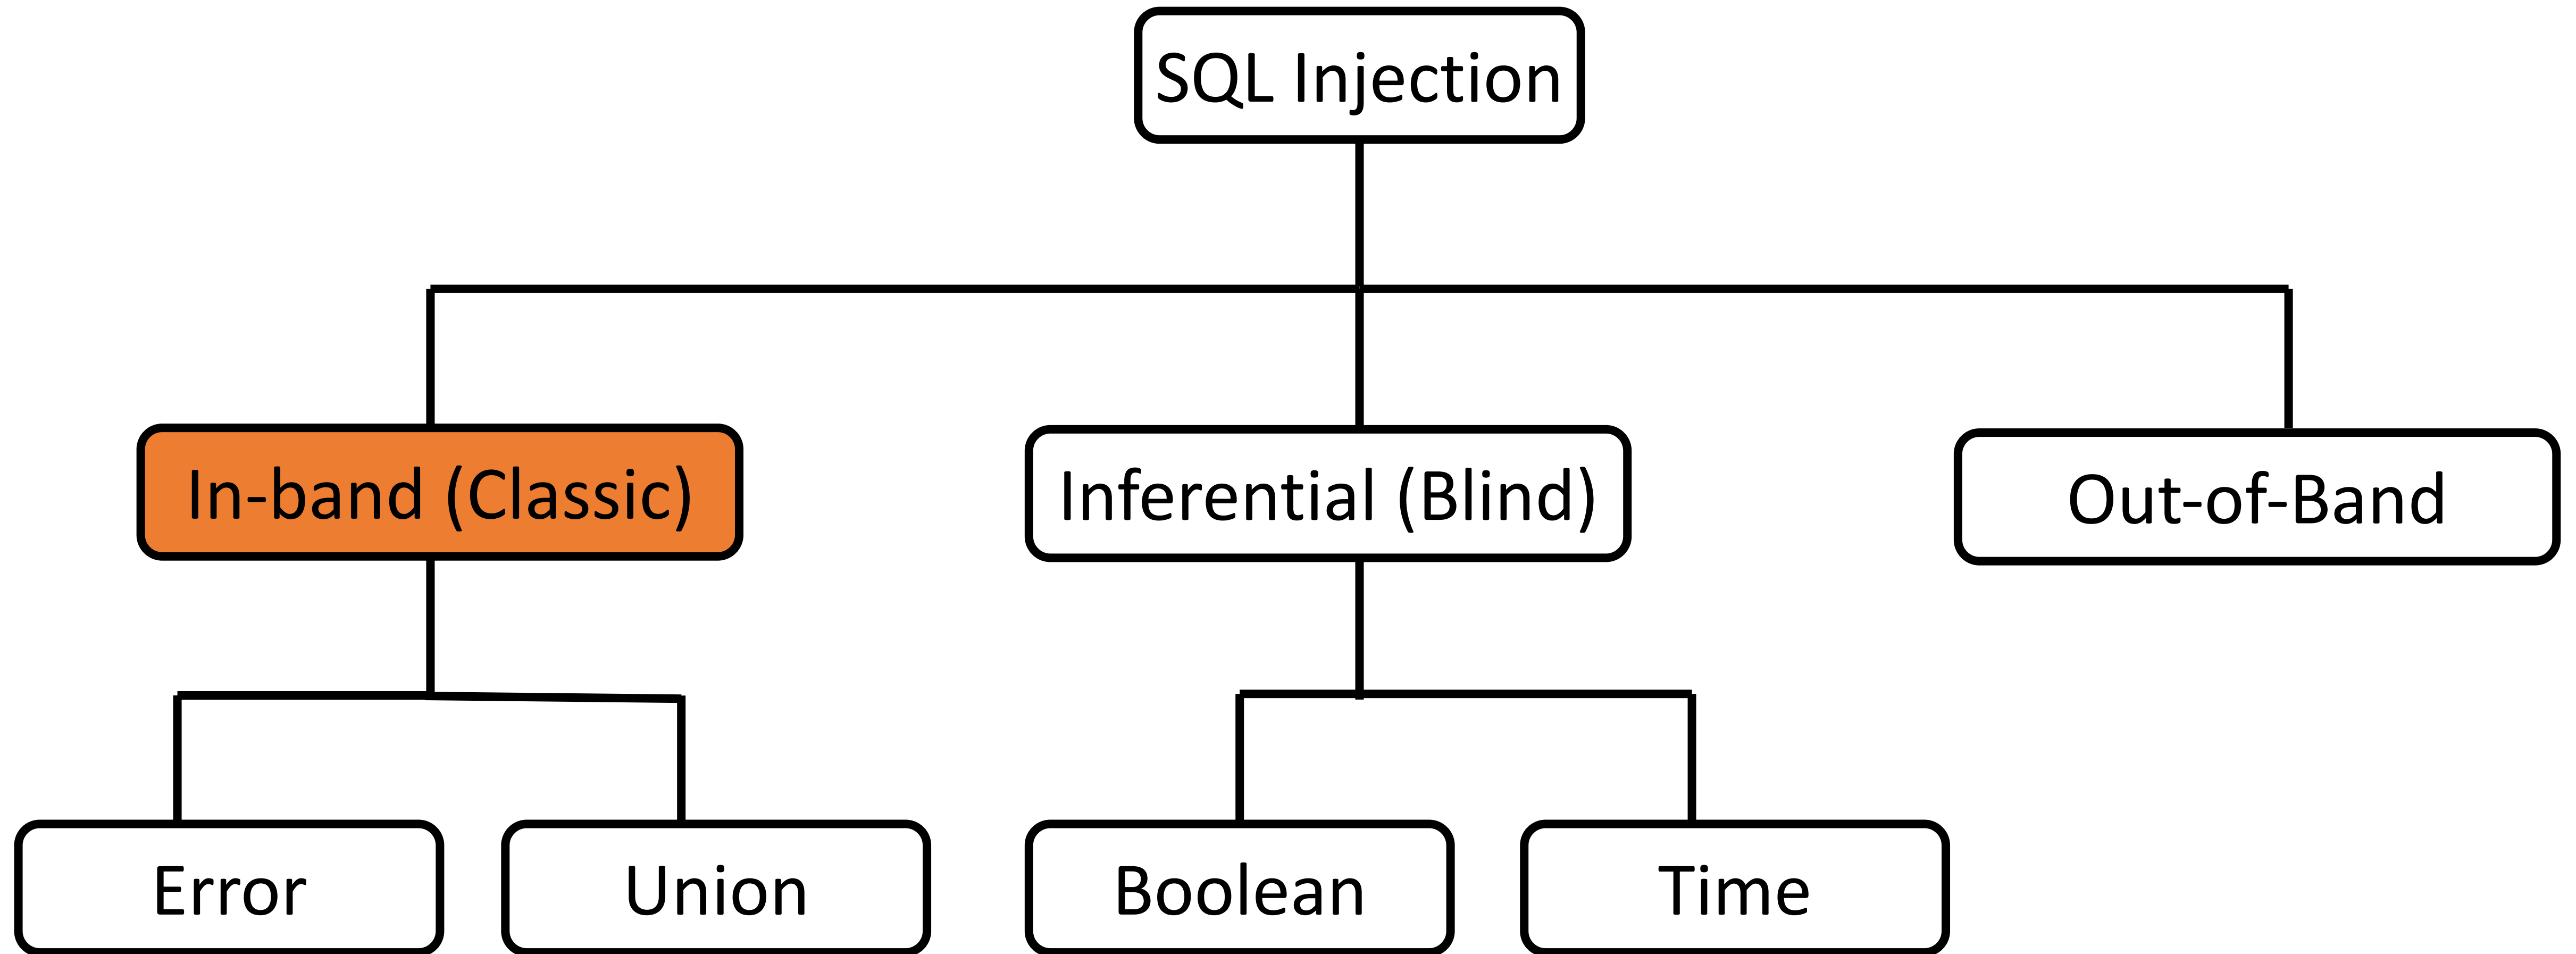 SQL Injection
In-band (Classic)
Inferential (Blind)
Out-of-Band
Error
Union
Boolean
Time